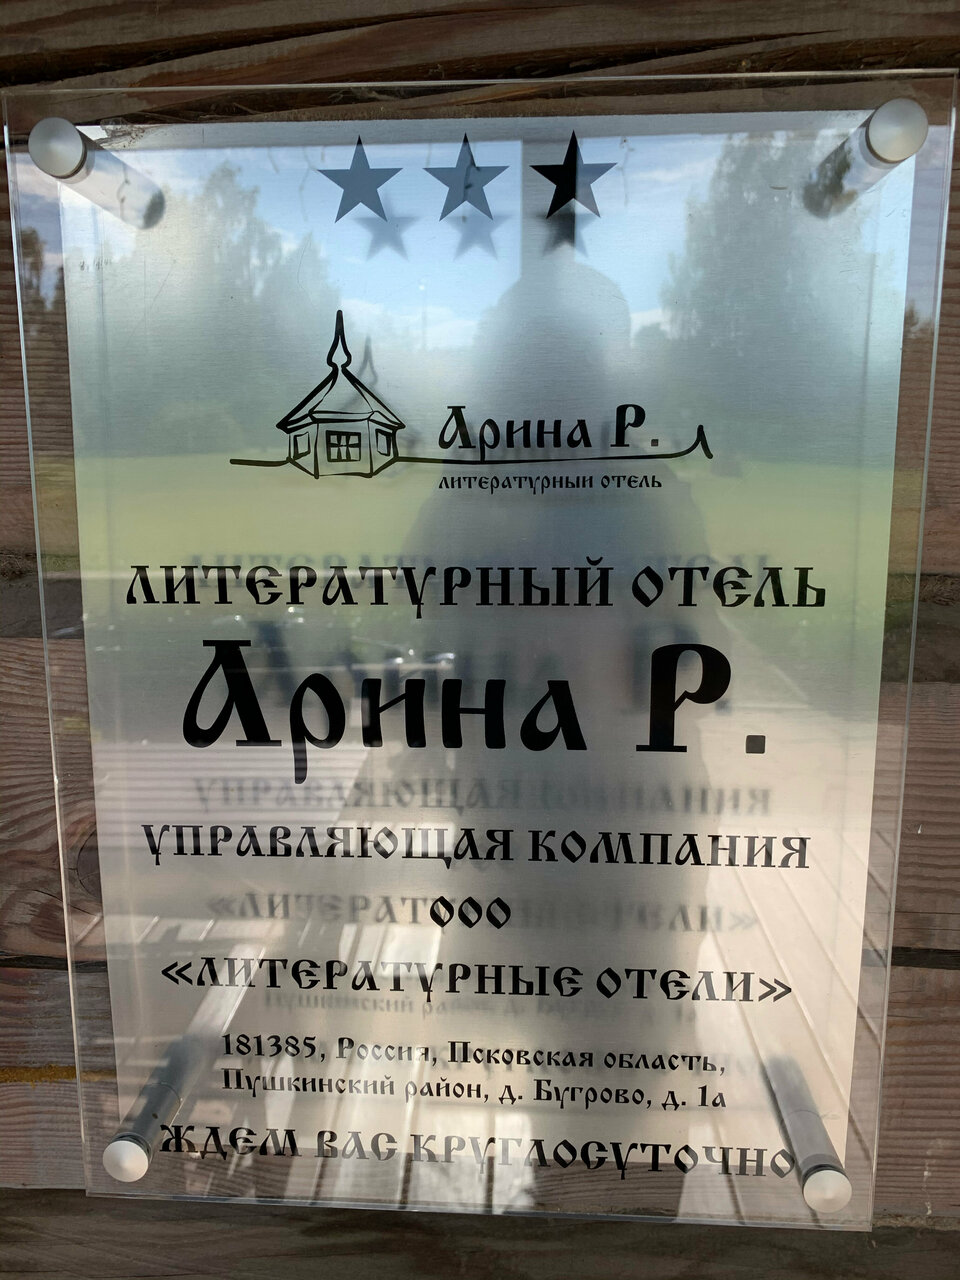 Арина Р.
литературный отель
ЛИТЕРАТУРНЫЙ ОТЕЛЬ
Арина Р.
УПРАВЛЯЮЩАЯ КОМПАНИЯ
ООО
«ЛИТЕРАТУРНЫЕ ОТЕЛИ»
181385, Россия, Псковская область,
Пушкинский район, д. Бугрово, д. 1а
ЖДЕМ ВАС КРУГЛОСУТОЧНО